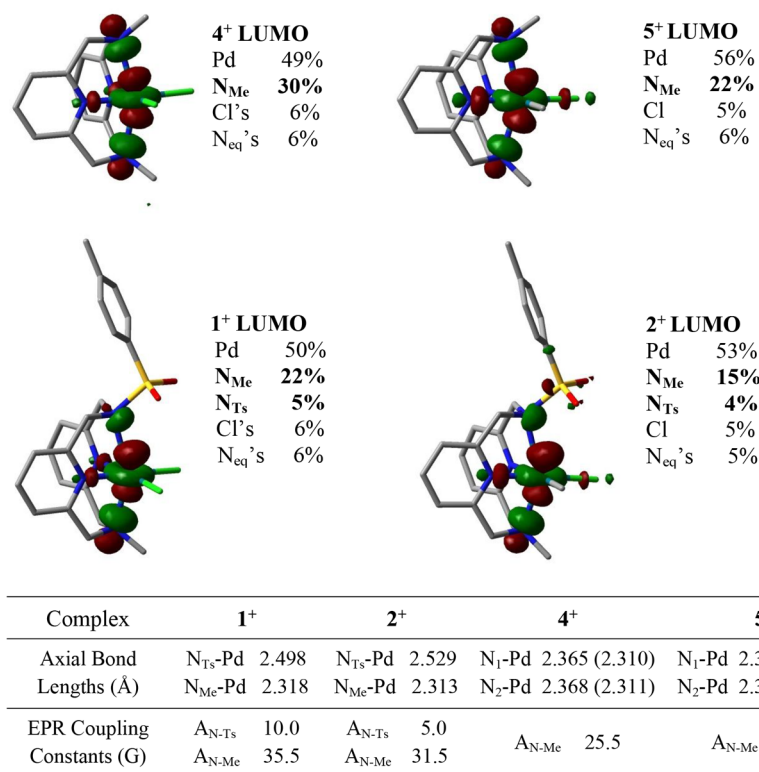 4+ LUMO
Pd 49%
NMe 30%
Cl's 6%
Neq's 6%
5+ LUMO
Pd 56%
NMe 22%
Cl 5%
Neq's 6%
1+ LUMO
Pd 50%
NMe 22%
NTs 5%
Cl's 6%
Neq's 6%
2+ LUMO
Pd 53%
NMe 15%
NTs 4%
Cl 5%
Neq's 5%
Complex 1+ 2+ 4+
Axial Bond NTs-Pd 2.498 NTs-Pd 2.529 N1-Pd 2.365 (2.310) N1-Pd
Lengths (Å) NMe-Pd 2.318 NMe-Pd 2.313 N2-Pd 2.368 (2.311) N2-Pd
EPR Coupling AN-Ts 10.0 AN-Ts 5.0
AN-Me 25.5 AN-Me
Constants (G) AN-Me 35.5 AN-Me 31.5